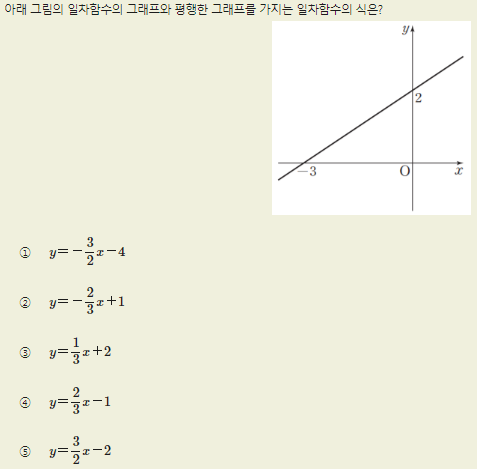 아래 그림의 일차함수의 그래프와 평행한 그래프를 가지는 일차함수의 식은?
y
2
-3 O x
① y=-3/2x-4
② y=-2/3x+1
③ y=1/3x+2
④ y=2/3x-1
⑤ y=3/2x-2